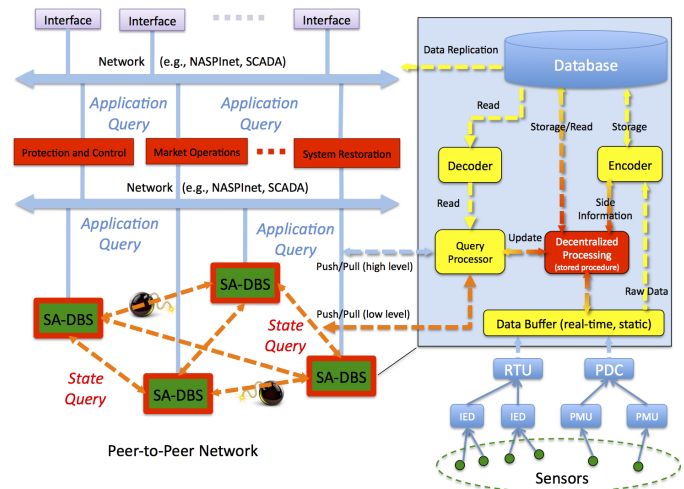 Interface
Interface
Interface
Network (e.g., NASPInet, SCADA)
Application
Query
Application
Query
Protection and Control
Market Operations
System Restoration
Network (e.g., NASPInet, SCADA)
Application
Query
Application
Query
SA-DBS
SA-DBS
SA-DBS
SA-DBS
State
Query
State
Query
Peer-to-Peer Network
Data Replication
Database
Read
Storage/Read
Storage
Decoder
Encoder
Read
Side
Information
Update
Query
Processor
Decentralized
Processing
(stored procedure)
Push/Pull (high level)
Raw Data
Push/Pull (low level)
Data Buffer (real-time, static)
RTU
PDC
IED
IED
PMU
PMU
Sensors